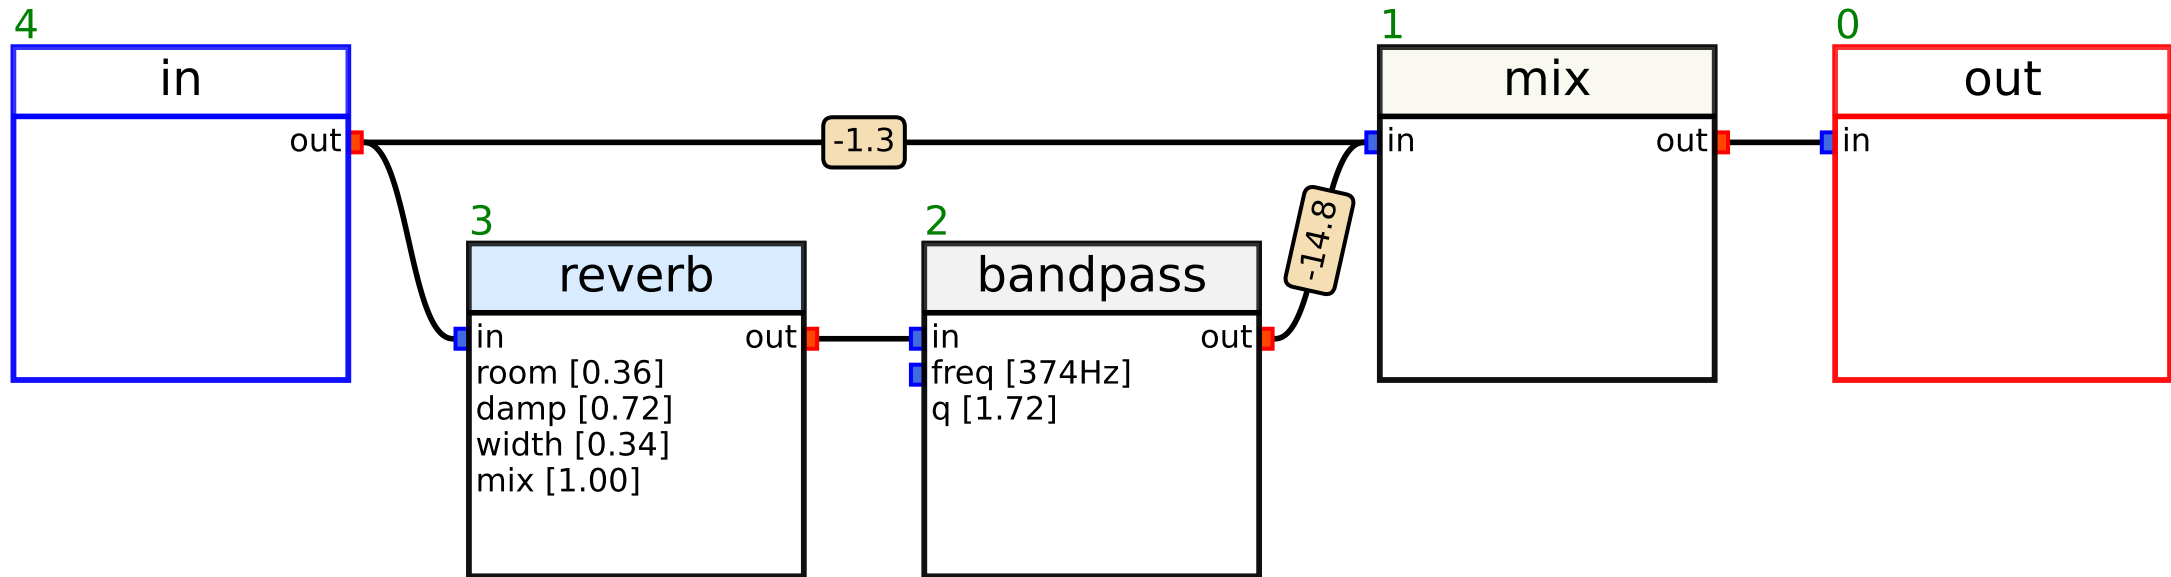 4
in
out
-1.3
1
mix
in
out
0
out
in
3
reverb
in
out
room [0.36]
damp [0.72]
width [0.34]
mix [1.00]
2
bandpass
in
out
freq [374Hz]
q [1.72]
-14.8